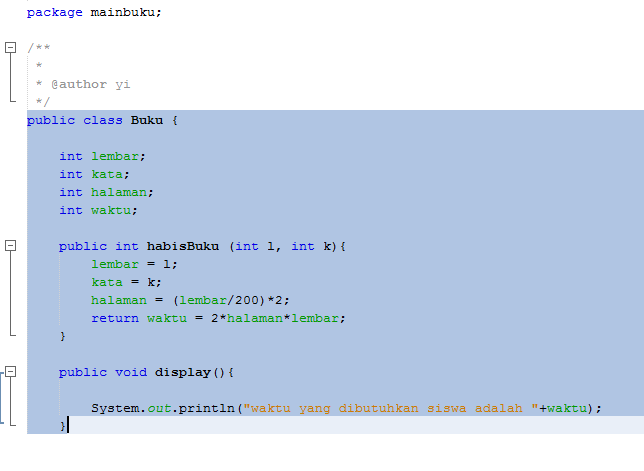 package mainbuku;
/**
*
* @author yi
*/
public class Buku {
int lembar;
int kata;
int halaman;
int waktu;
public int habisBuku (int l, int k){
lembar = l;
kata = k;
halaman = (lembar/200)*2;
return waktu = 2*halaman*lembar;
}
public void display(){
System.out.println("waktu yang dibutuhkan siswa adalah "+waktu);
}